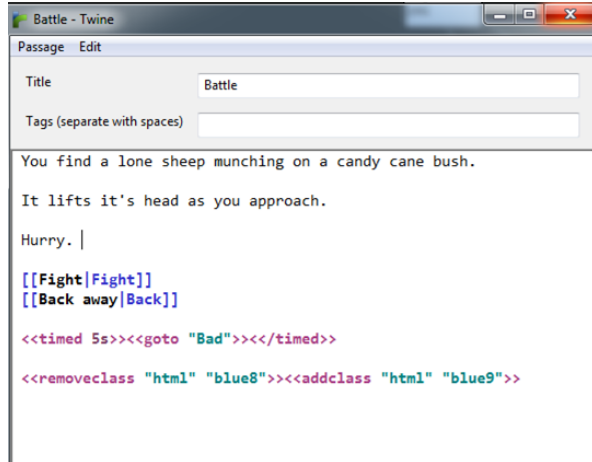 Battle - Twine
Passage Edit
Title
Battle
Tags (separate with spaces)
You find a lone sheep munching on a candy cane bush.
It lifts it's head as you approach.
Hurry.
[[Fight|Fight]]
[[Back away|Back]]
<<timed 5s>><<goto "Bad">><</timed>>
<<removeclass "html" "blue8">><<addclass "html" "blue9">>